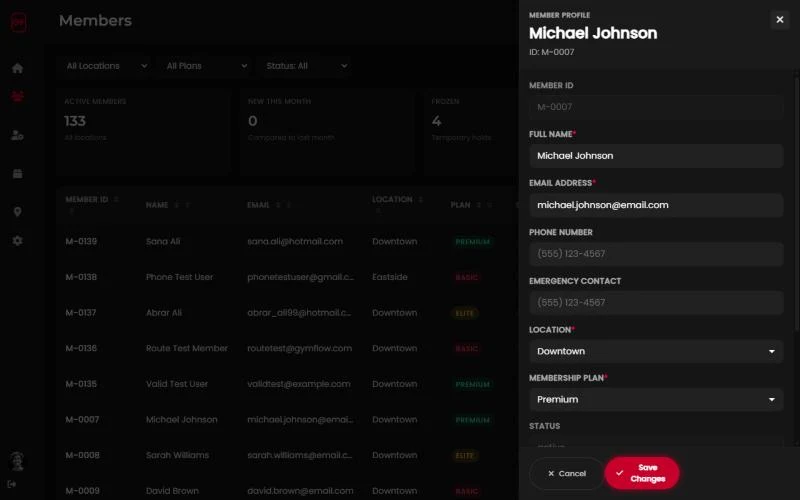 Members
All Locations
All Plans
Status: All
ACTIVE MEMBERS
133
All locations
NEW THIS MONTH
0
Compared to last month
FROZEN
4
Temporary holds
MEMBER ID NAME EMAIL LOCATION PLAN
M-0139 Sana Ali sana.ali@hotmail.com Downtown PREMIUM
M-0138 Phone Test User phonetestuser@gmail.c... Eastside BASIC
M-0137 Abrar Ali abrar_ali99@hotmail.c... Downtown ELITE
M-0136 Route Test Member routetest@gymflow.com Downtown BASIC
M-0135 Valid Test User validtest@example.com Downtown PREMIUM
M-0007 Michael Johnson michael.johnson@emai... Downtown PREMIUM
M-0008 Sarah Williams sarah.williams@email.c... Downtown ELITE
M-0009 David Brown david.brown@email.com Downtown BASIC
MEMBER PROFILE
Michael Johnson
ID: M-0007
MEMBER ID
M-0007
FULL NAME*
Michael Johnson
EMAIL ADDRESS*
michael.johnson@email.com
PHONE NUMBER
(555) 123-4567
EMERGENCY CONTACT
(555) 123-4567
LOCATION*
Downtown
MEMBERSHIP PLAN*
Premium
STATUS
active
Cancel
Save
Changes